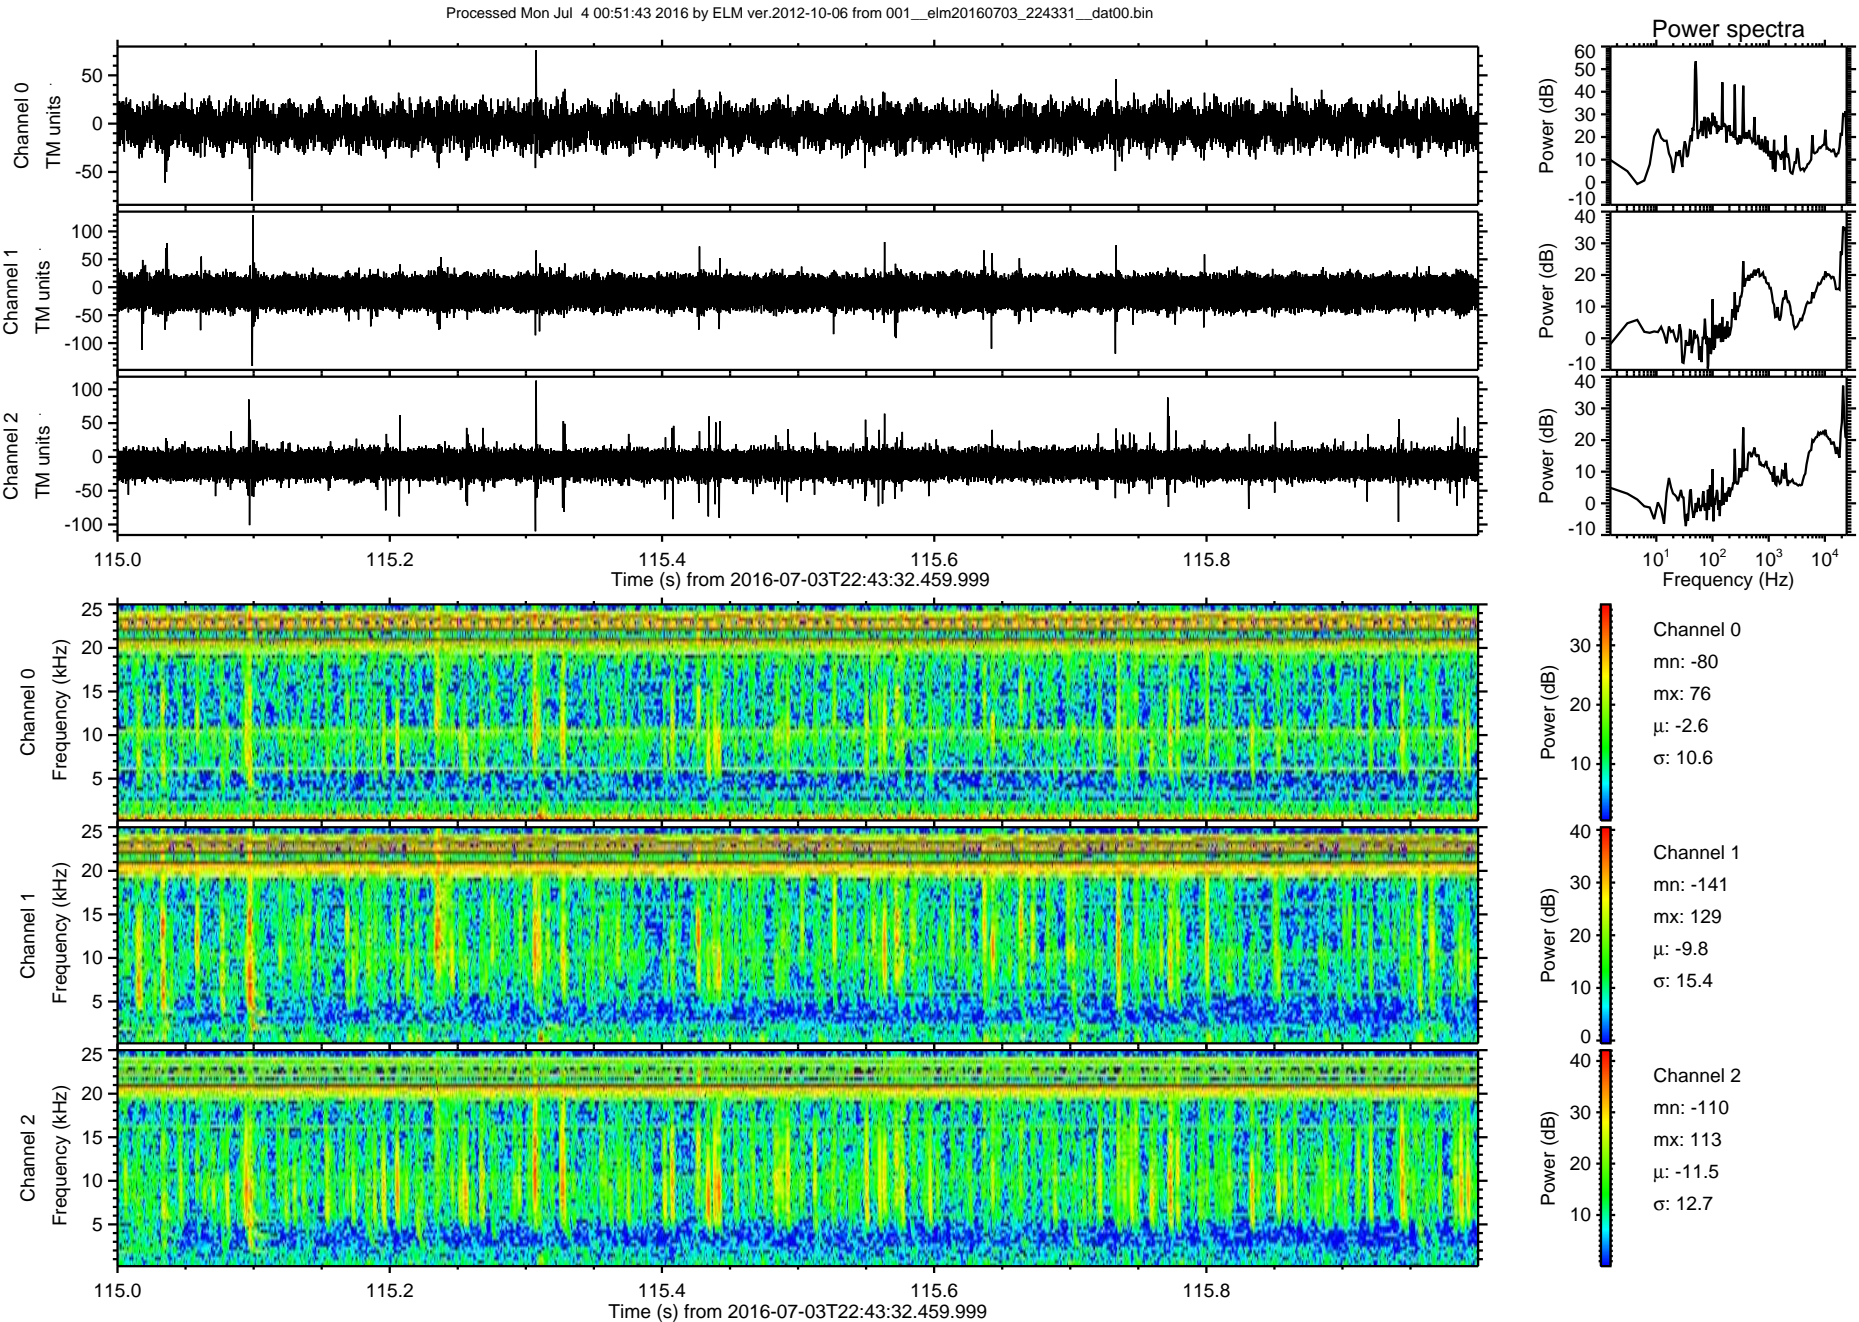 Processed Mon Jul  4 00:51:43 2016 by ELM ver.2012-10-06 from 001__elm20160703_224331__dat00.bin
Power spectra
Channel 0
TM units
50
0
-50
Power (dB)
60
50
40
30
20
10
0
-10
Channel 1
TM units
100
50
0
-50
-100
Power (dB)
40
30
20
10
0
-10
Channel 2
TM units
100
50
0
-50
-100
Power (dB)
40
30
20
10
0
-10
115.0 115.2 115.4 115.6 115.8
Time (s) from 2016-07-03T22:43:32.459.999
10^1 10^2 10^3 10^4
Frequency (Hz)
Channel 0
Frequency (kHz)
25
20
15
10
5
Power (dB)
30
20
10
Channel 0
mn: -80
mx: 76
µ: -2.6
σ: 10.6
Channel 1
Frequency (kHz)
25
20
15
10
5
Power (dB)
40
30
20
10
0
Channel 1
mn: -141
mx: 129
µ: -9.8
σ: 15.4
Channel 2
Frequency (kHz)
25
20
15
10
5
Power (dB)
40
30
20
10
Channel 2
mn: -110
mx: 113
µ: -11.5
σ: 12.7
115.0 115.2 115.4 115.6 115.8
Time (s) from 2016-07-03T22:43:32.459.999